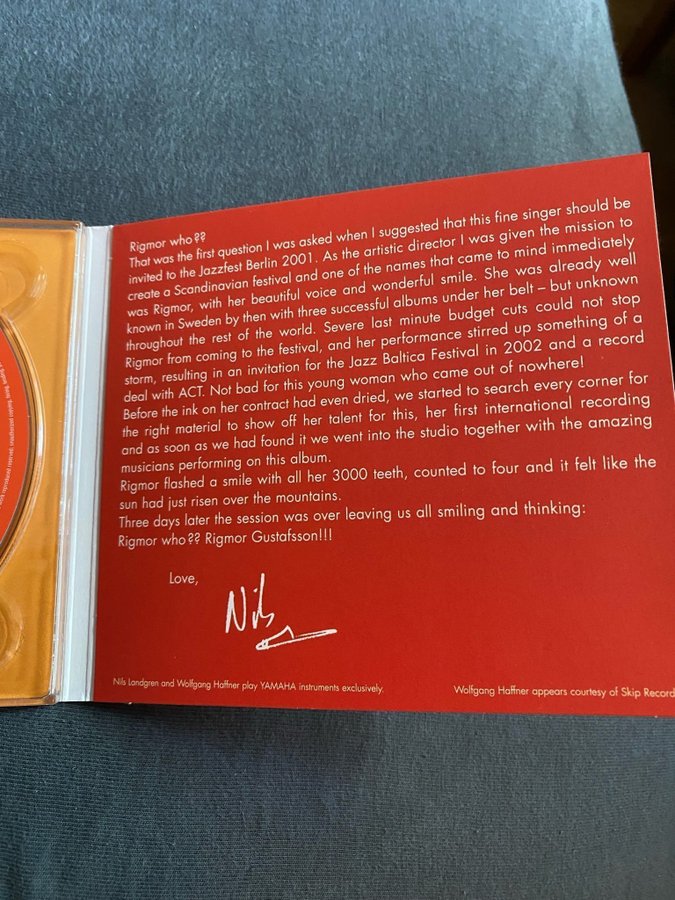 Rigmor who??
That was the first question I was asked when I suggested that this fine singer should be
invited to the Jazzfest Berlin 2001. As the artistic director I was given the mission to
create a Scandinavian festival and one of the names that came to mind immediately
was Rigmor, with her beautiful voice and wonderful smile. She was already well
known in Sweden by then with three successful albums under her belt – but unknown
throughout the rest of the world. Severe last minute budget cuts could not stop
Rigmor from coming to the festival, and her performance stirred up something of a
storm, resulting in an invitation for the Jazz Baltica Festival in 2002 and a record
deal with ACT. Not bad for this young woman who came out of nowhere!
Before the ink on her contract had even dried, we started to search every corner for
the right material to show off her talent for this, her first international recording
and as soon as we had found it we went into the studio together with the amazing
musicians performing on this album.
Rigmor flashed a smile with all her 3000 teeth, counted to four and it felt like the
sun had just risen over the mountains.
Three days later the session was over leaving us all smiling and thinking:
Rigmor who?? Rigmor Gustafsson!!!
Love,
Nils
Nils Landgren and Wolfgang Haffner play YAMAHA instruments exclusively.
Wolfgang Haffner appears courtesy of Skip Record